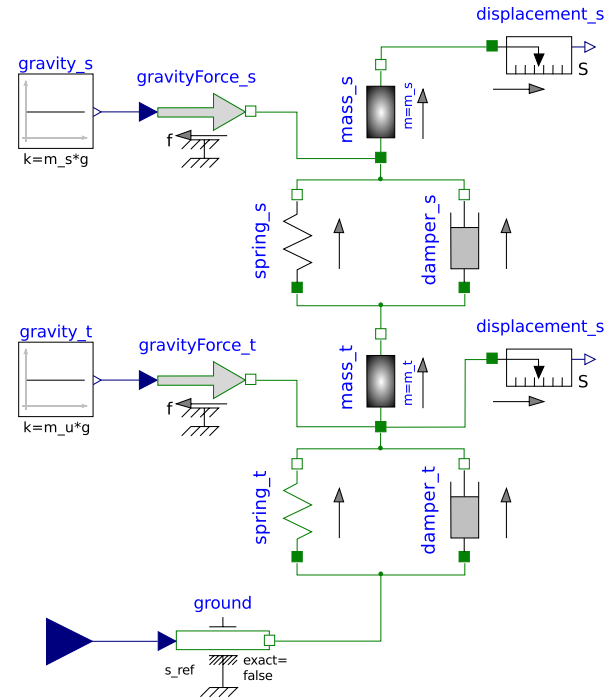 displacement_s
gravity_s
gravityForce_s
mass_s
m=m_s
S
f
k=m_s*g
spring_s
damper_s
displacement_s
gravity_t
gravityForce_t
mass_t
m=m_t
S
f
k=m_u*g
spring_t
damper_t
ground
s_ref
exact=
false